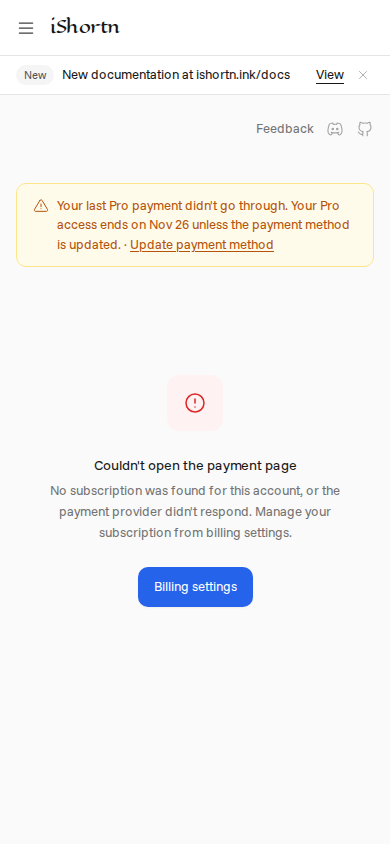 iShortn
New New documentation at ishortn.ink/docs View
Feedback
Your last Pro payment didn't go through. Your Pro
access ends on Nov 26 unless the payment method
is updated. · Update payment method
Couldn't open the payment page
No subscription was found for this account, or the
payment provider didn't respond. Manage your
subscription from billing settings.
Billing settings